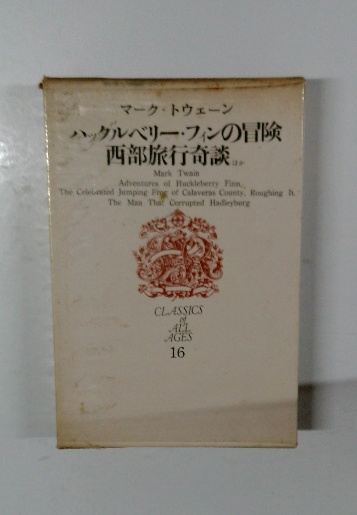 マーク・トウェーン
ハックルベリー・フィンの冒険
西部旅行奇談 ほか
Mark Twain
Adventures of Huckleberry Finn,
The Celebrated Jumping Frog of Calaveras County, Roughing It,
The Man That Corrupted Hadleyburg
CLASSICS
of
ALL
AGES
16